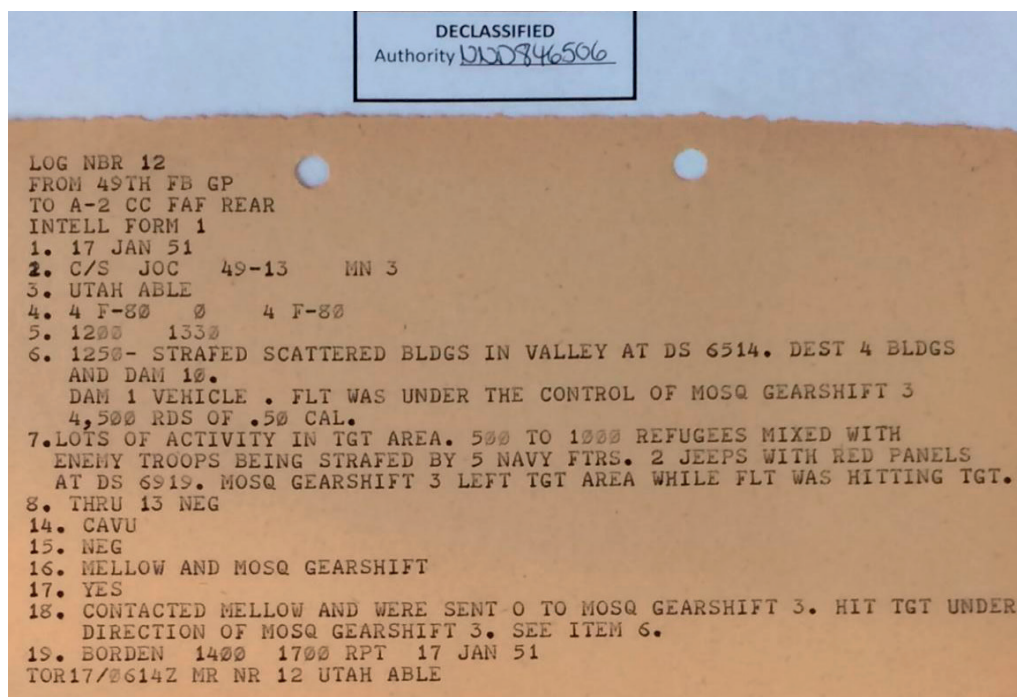 DECLASSIFIED
Authority NND846506
LOG NBR 12
FROM 49TH FB GP
TO A-2 CC FAF REAR
INTELL FORM 1
1. 17 JAN 51
2. C/S JOC 49-13 MN 3
3. UTAH ABLE
4. 4 F-8Ø Ø 4 F-8Ø
5. 12ØØ 133Ø
6. 125Ø- STRAFED SCATTERED BLDGS IN VALLEY AT DS 6514. DEST 4 BLDGS
AND DAM 1Ø.
DAM 1 VEHICLE . FLT WAS UNDER THE CONTROL OF MOSQ GEARSHIFT 3
4,5ØØ RDS OF .5Ø CAL.
7.LOTS OF ACTIVITY IN TGT AREA. 5ØØ TO 1ØØØ REFUGEES MIXED WITH
ENEMY TROOPS BEING STRAFED BY 5 NAVY FTRS. 2 JEEPS WITH RED PANELS
AT DS 6919. MOSQ GEARSHIFT 3 LEFT TGT AREA WHILE FLT WAS HITTING TGT.
8. THRU 13 NEG
14. CAVU
15. NEG
16. MELLOW AND MOSQ GEARSHIFT
17. YES
18. CONTACTED MELLOW AND WERE SENT O TO MOSQ GEARSHIFT 3. HIT TGT UNDER
DIRECTION OF MOSQ GEARSHIFT 3. SEE ITEM 6.
19. BORDEN 14ØØ 17ØØ RPT 17 JAN 51
TOR17/Ø614Z MR NR 12 UTAH ABLE